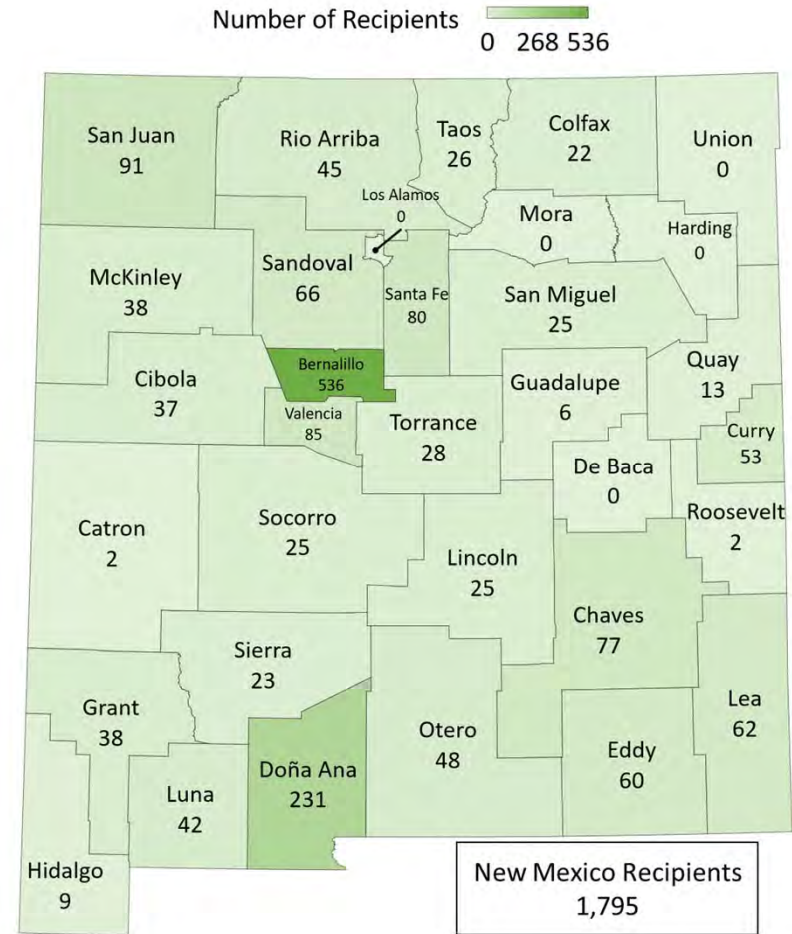 Number of Recipients
0 268 536
San Juan
91
Rio Arriba
45
Taos
26
Colfax
22
Union
0
Los Alamos
0
Mora
0
Harding
0
McKinley
38
Sandoval
66
Santa Fe
80
San Miguel
25
Quay
13
Cibola
37
Bernalillo
536
Valencia
85
Torrance
28
Guadalupe
6
Curry
53
De Baca
0
Roosevelt
2
Catron
2
Socorro
25
Lincoln
25
Chaves
77
Sierra
23
Grant
38
Otero
48
Lea
62
Eddy
60
Doña Ana
231
Luna
42
Hidalgo
9
New Mexico Recipients
1,795